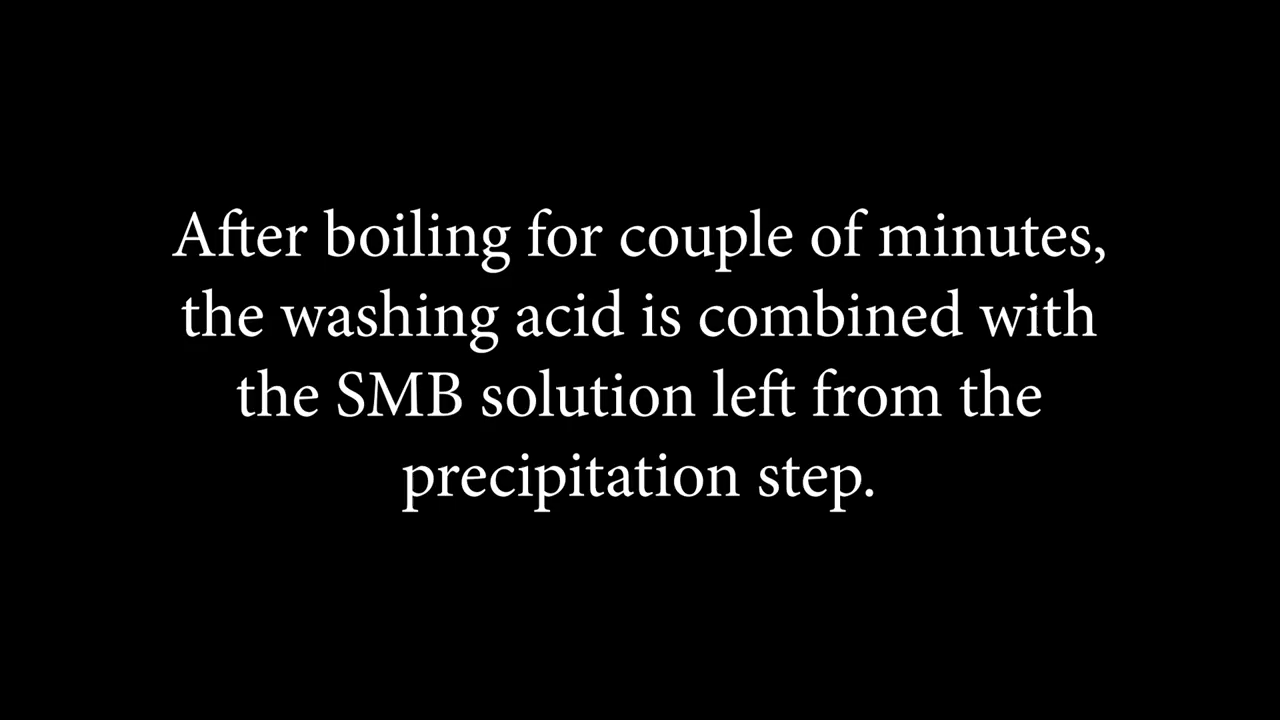 After boiling for couple of minutes,
the washing acid is combined with
the SMB solution left from the
precipitation step.